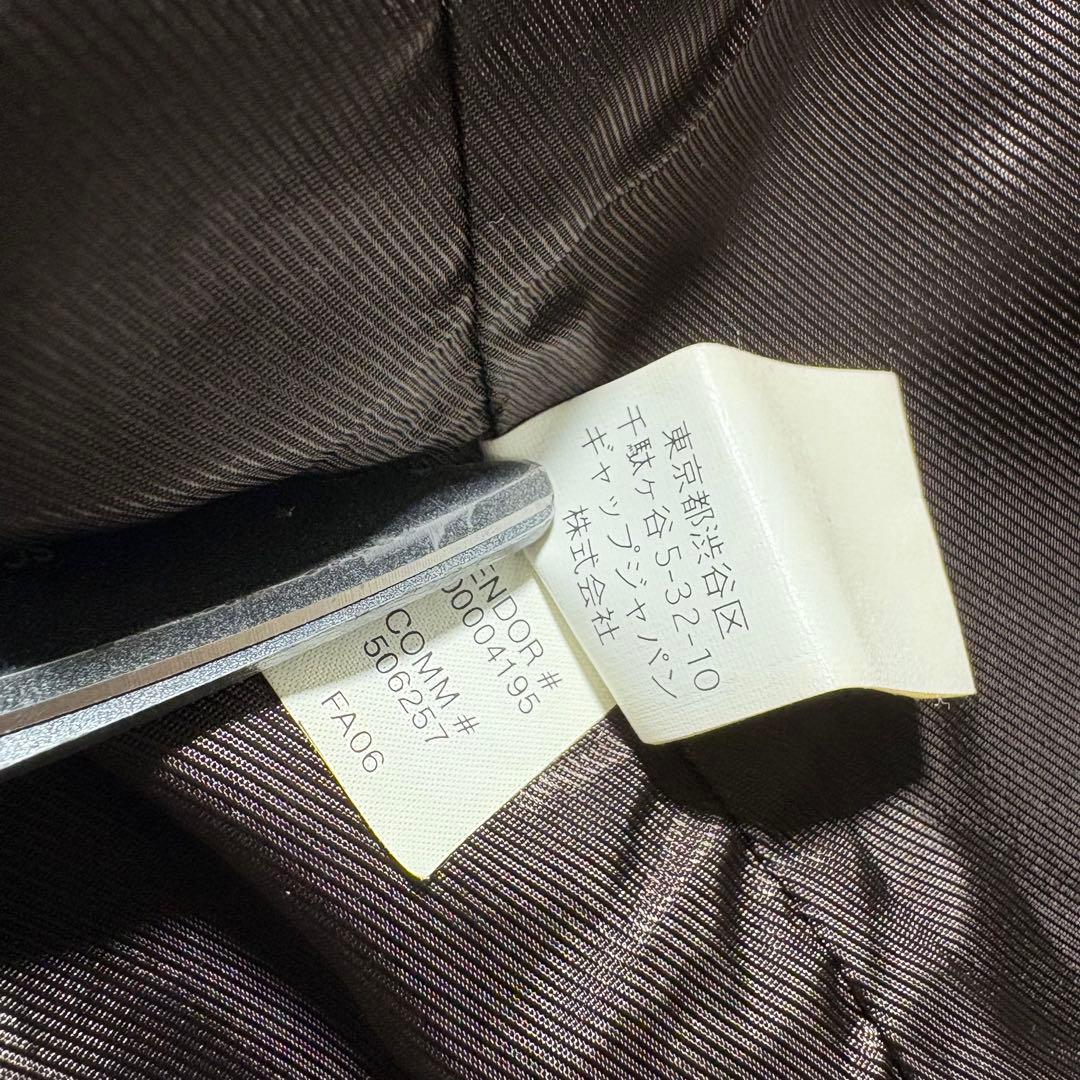 東京都渋谷区
千駄ヶ谷5-32-10
ギャップジャパン
株式会社
ENDOR #
00004195
COMM #
506257
FA06